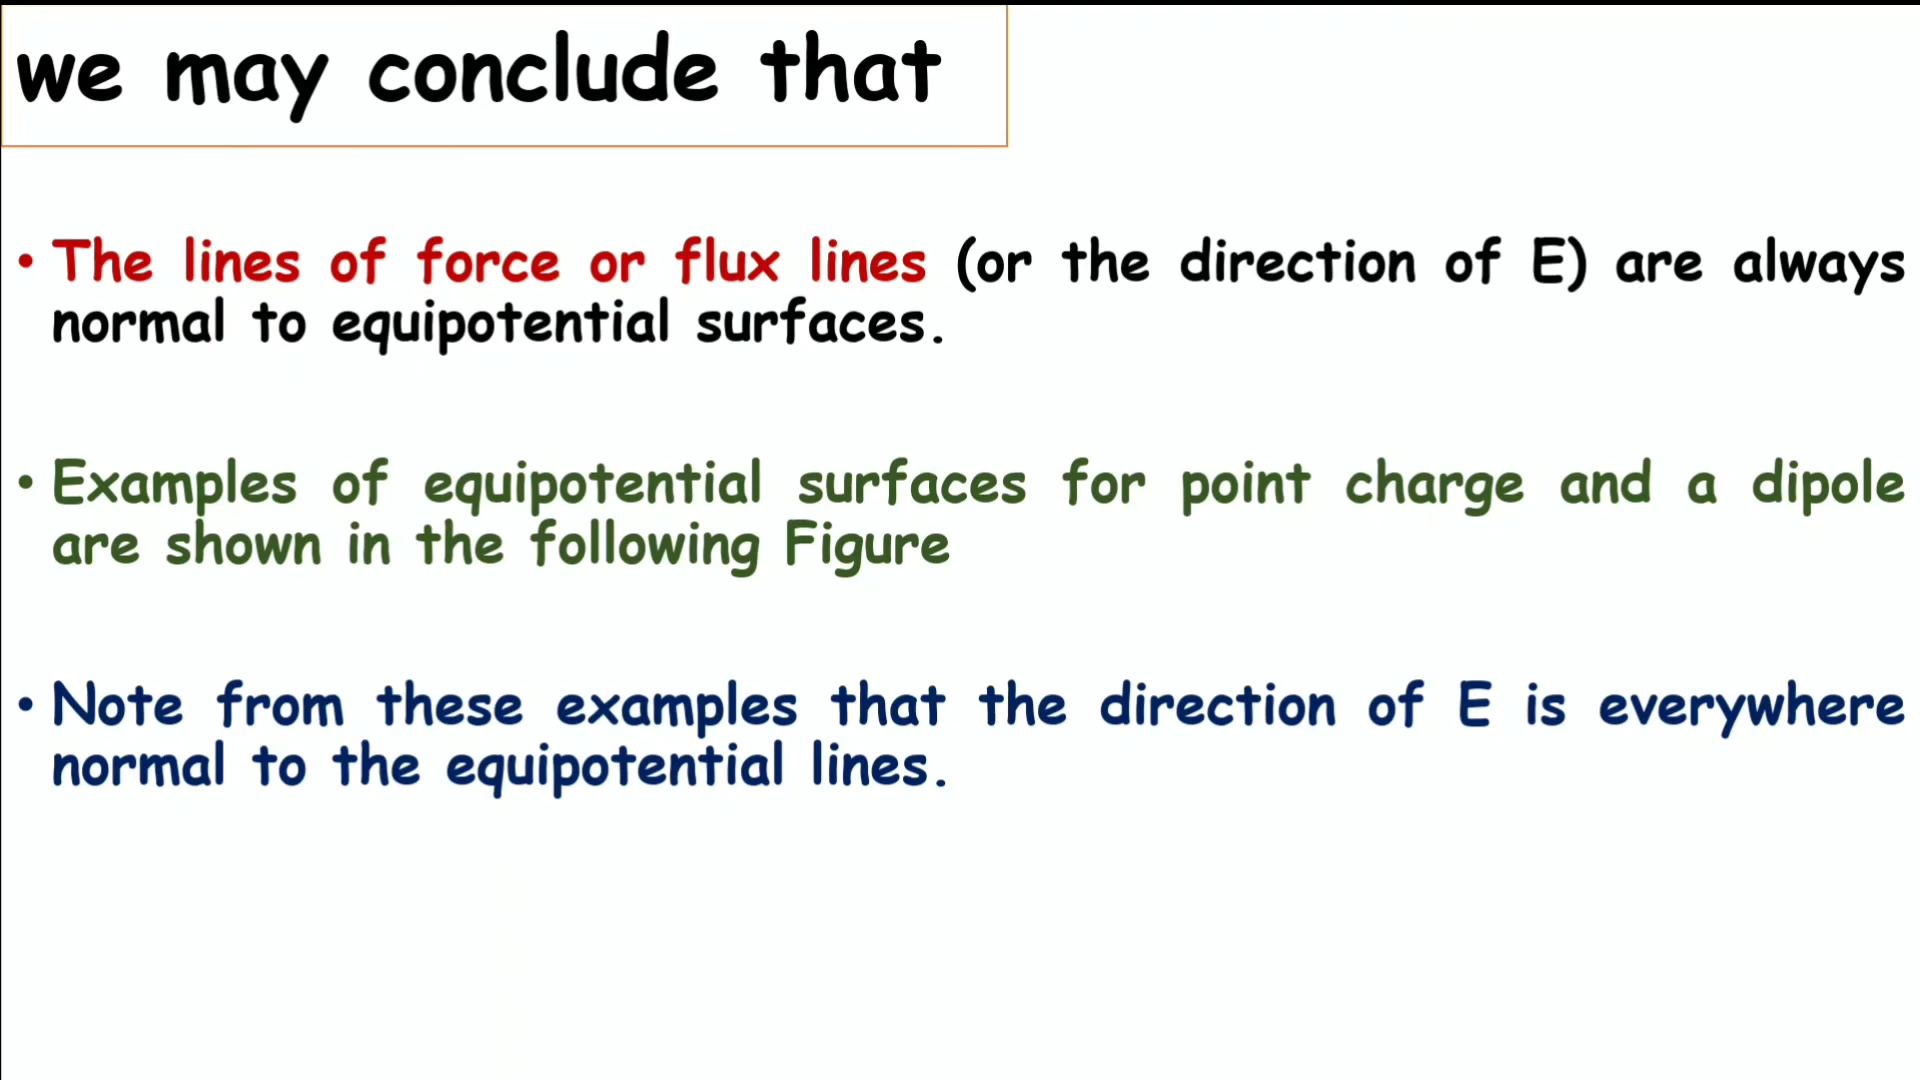 we may conclude that
• The lines of force or flux lines (or the direction of E) are always
normal to equipotential surfaces.
• Examples of equipotential surfaces for point charge and a dipole
are shown in the following Figure
• Note from these examples that the direction of E is everywhere
normal to the equipotential lines.